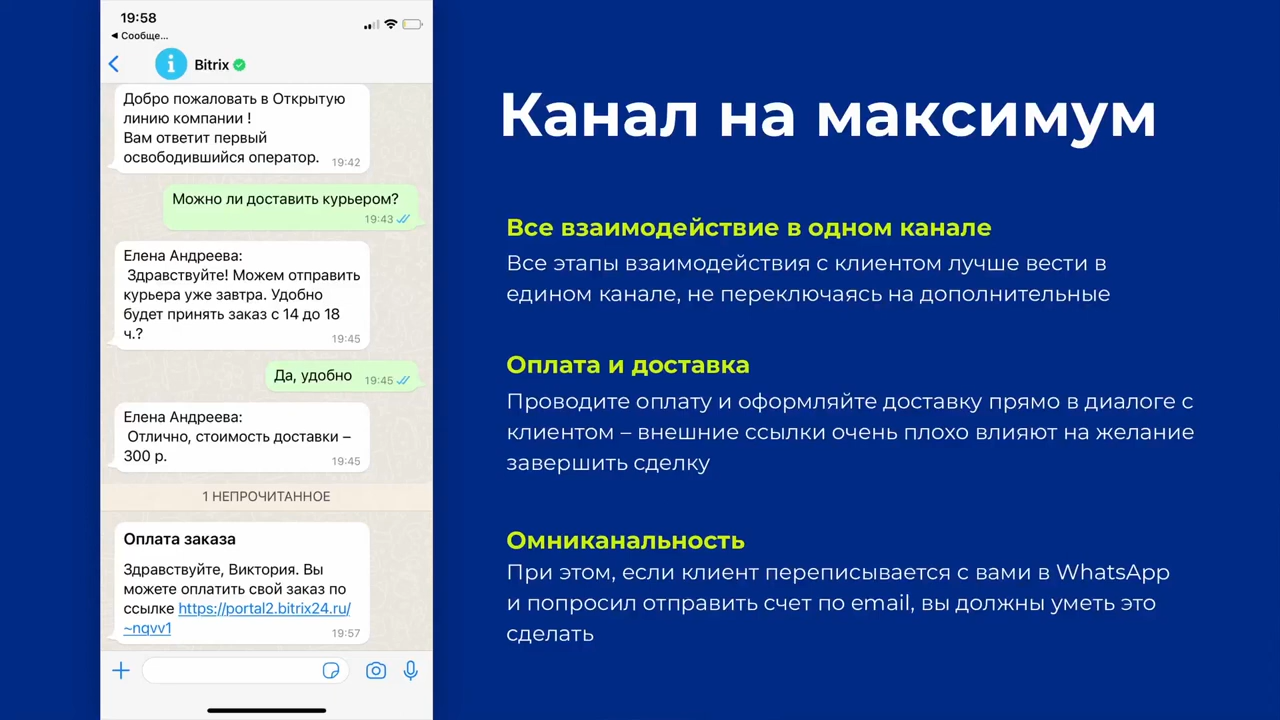 19:58
◀ Сообще...
Bitrix
Добро пожаловать в Открытую
линию компании !
Вам ответит первый
освободившийся оператор.
19:42
Можно ли доставить курьером?
19:43
Елена Андреева:
Здравствуйте! Можем отправить
курьера уже завтра. Удобно
будет принять заказ с 14 до 18
ч.?
19:45
Да, удобно
19:45
Елена Андреева:
Отлично, стоимость доставки –
300 р.
19:45
1 НЕПРОЧИТАННОЕ
Оплата заказа
Здравствуйте, Виктория. Вы
можете оплатить свой заказ по
ссылке https://portal2.bitrix24.ru/
~nqvv1
19:57
Канал на максимум
Все взаимодействие в одном канале
Все этапы взаимодействия с клиентом лучше вести в
едином канале, не переключаясь на дополнительные
Оплата и доставка
Проводите оплату и оформляйте доставку прямо в диалоге с
клиентом – внешние ссылки очень плохо влияют на желание
завершить сделку
Омниканальность
При этом, если клиент переписывается с вами в WhatsApp
и попросил отправить счет по email, вы должны уметь это
сделать